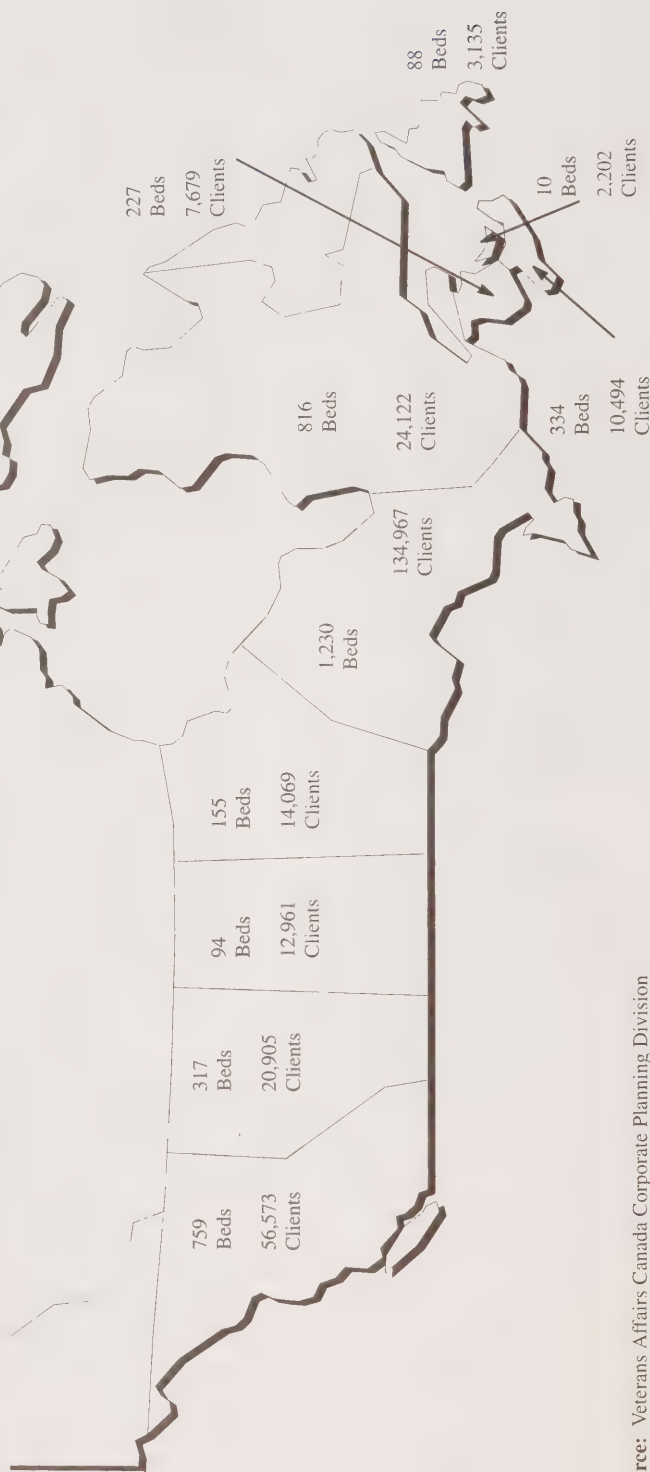 227
Beds
7,679
Clients
88
Beds
3,135
Clients
10
Beds
2,202
Clients
816
Beds
24,122
Clients
334
Beds
10,494
Clients
134,967
Clients
1,230
Beds
155
Beds
14,069
Clients
94
Beds
12,961
Clients
317
Beds
20,905
Clients
759
Beds
56,573
Clients
rce: Veterans Affairs Canada Corporate Planning Division